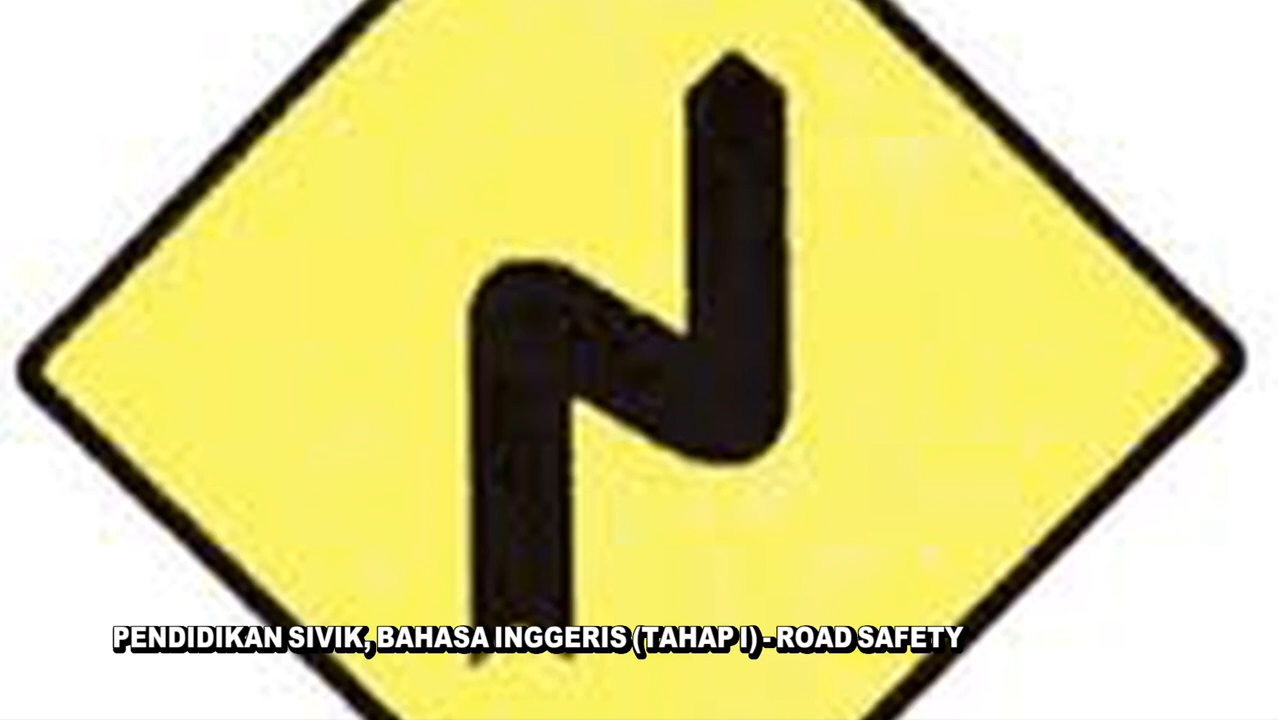 PENDIDIKAN SIVIK, BAHASA INGGERIS (TAHAP I) - ROAD SAFETY